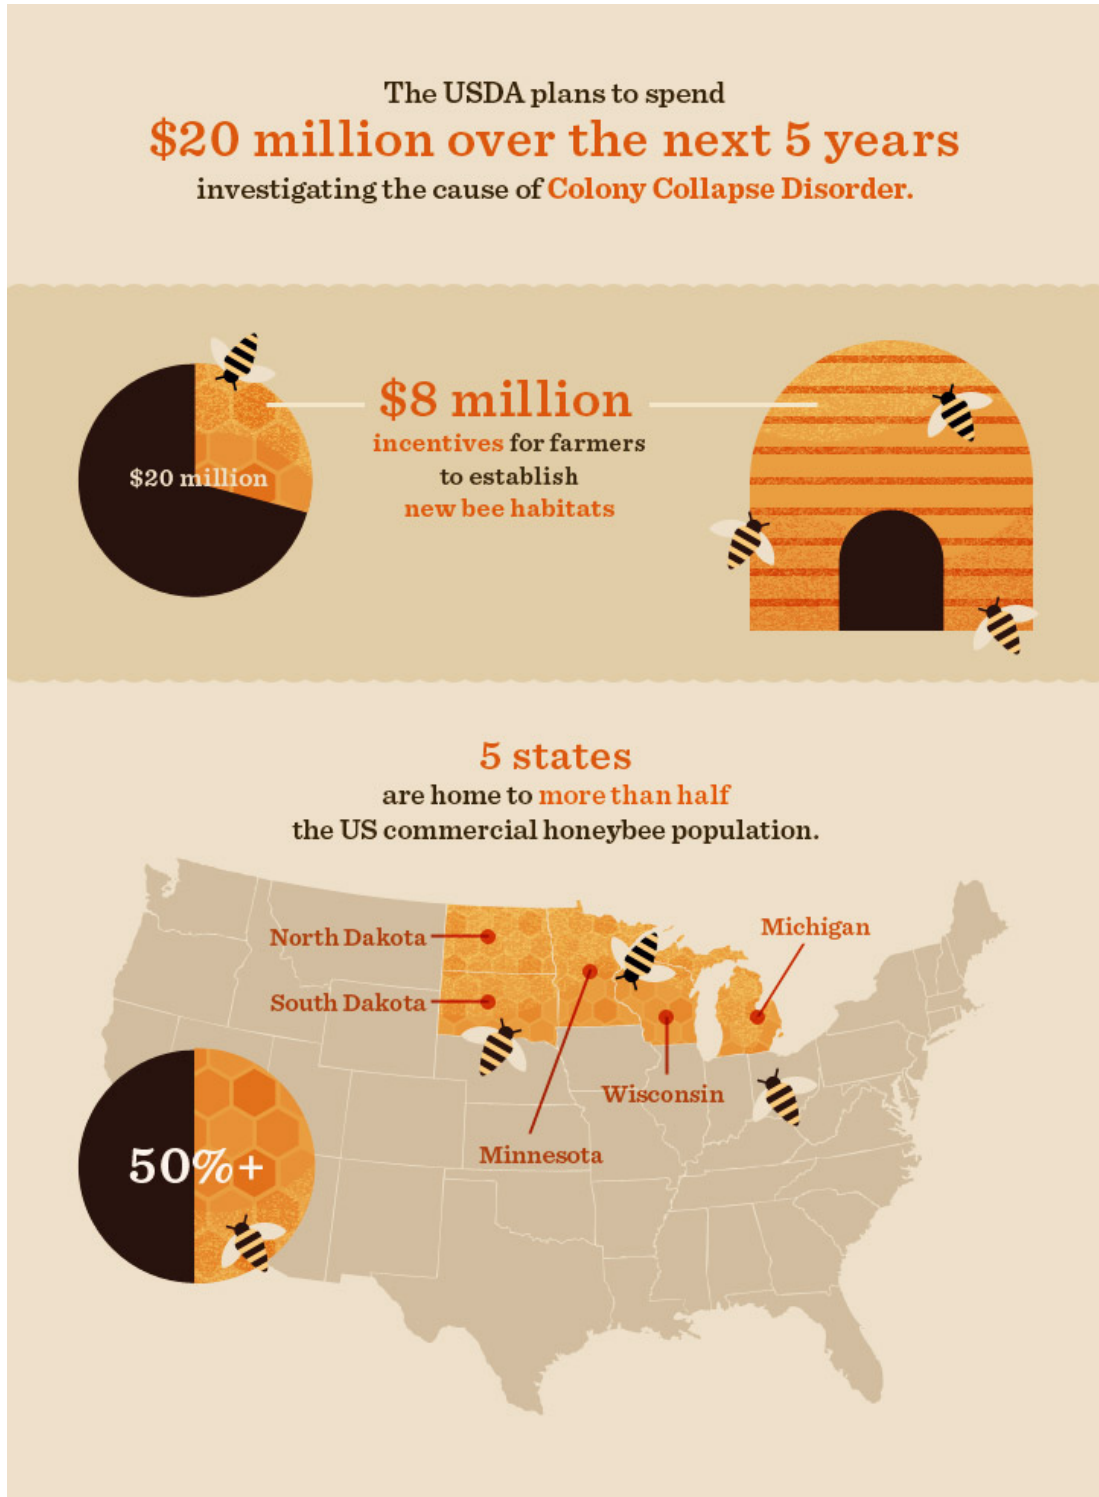 The USDA plans to spend
$20 million over the next 5 years
investigating the cause of Colony Collapse Disorder.
$20 million
$8 million
incentives for farmers
to establish
new bee habitats
5 states
are home to more than half
the US commercial honeybee population.
North Dakota
Michigan
South Dakota
Wisconsin
Minnesota
50%+